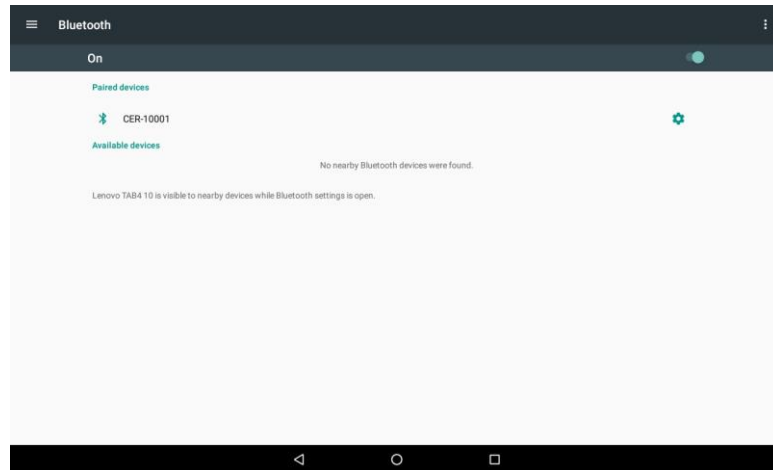 Bluetooth
On
Paired devices
CER-10001
Available devices
No nearby Bluetooth devices were found.
Lenovo TAB4 10 is visible to nearby devices while Bluetooth settings is open.